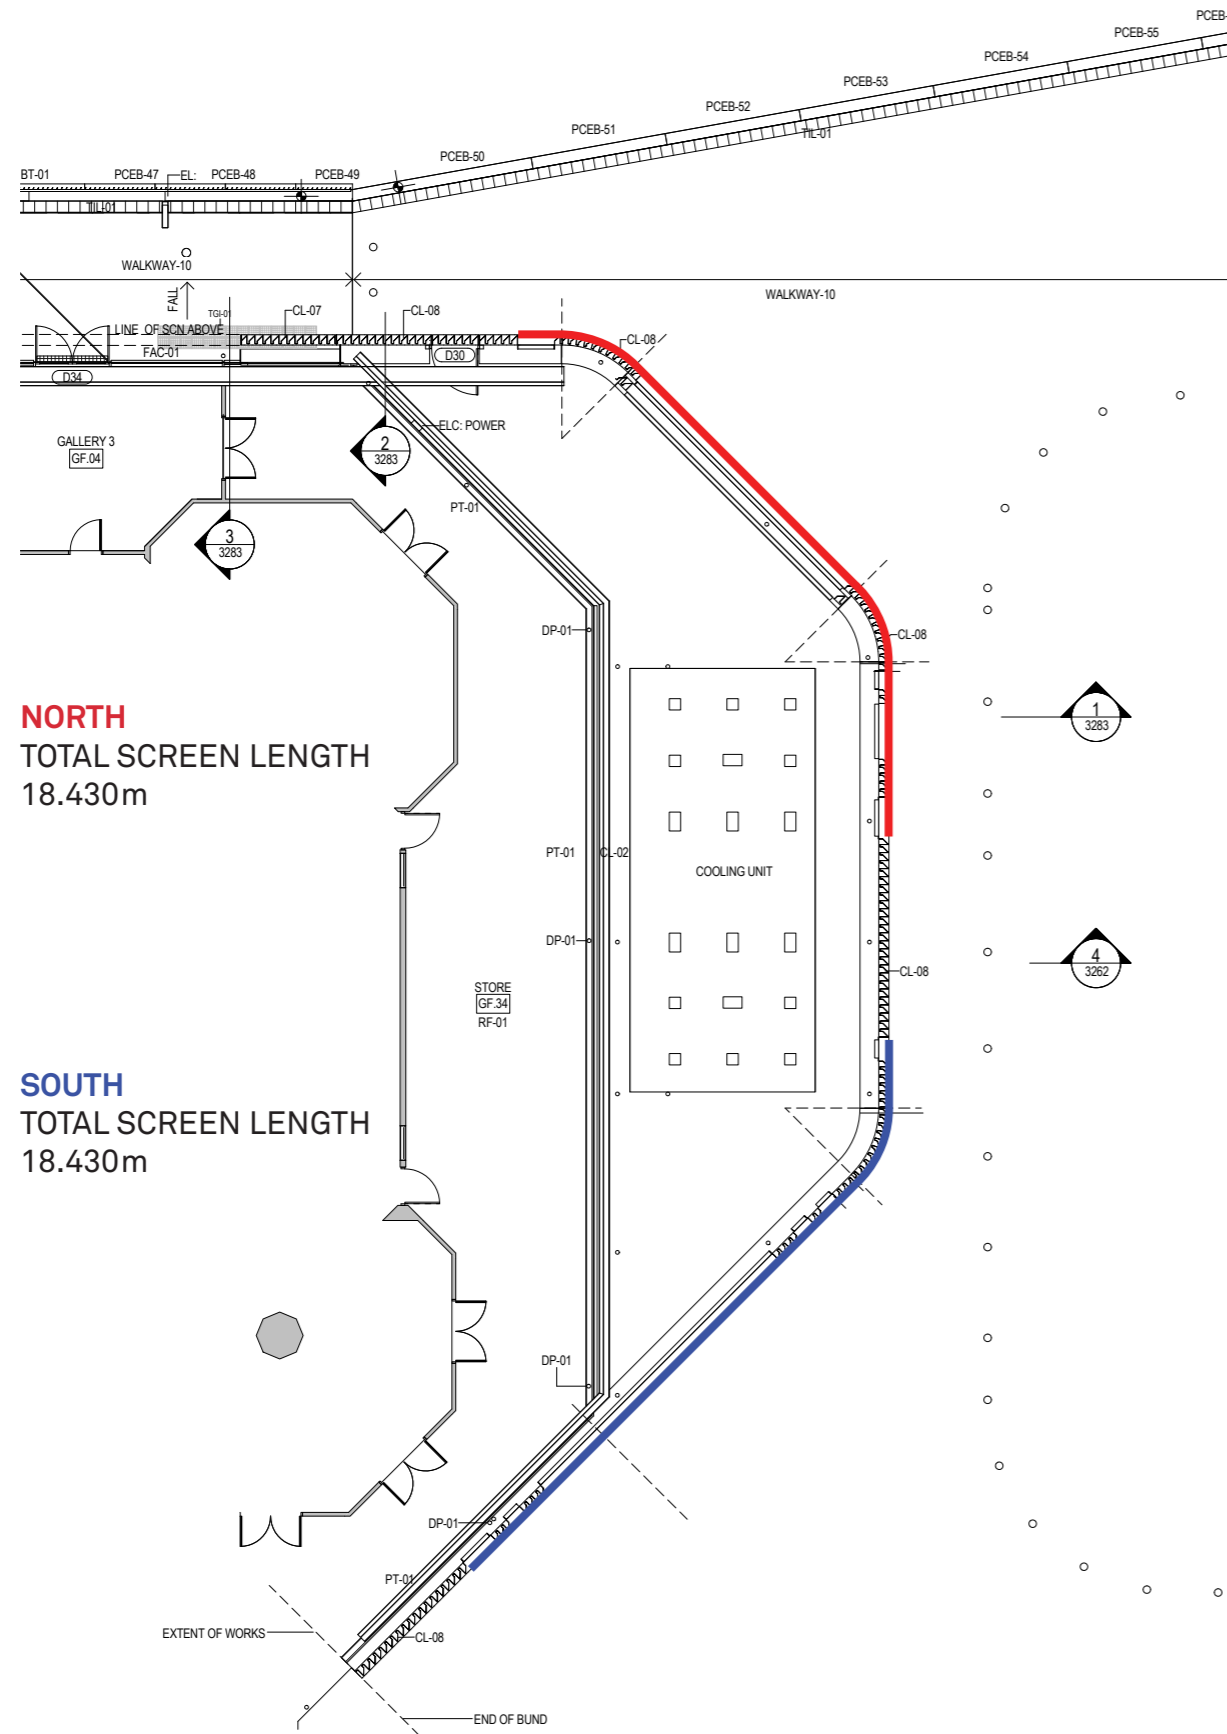 PCEB-
PCEB-55
PCEB-54
PCEB-53
PCEB-52
TIL-01
PCEB-51
PCEB-50
BT-01
PCEB-47
EL:
PCEB-48
PCEB-49
TIL-01
WALKWAY-10
WALKWAY-10
FALL
TGI-01
CL-07
CL-08
LINE OF SCN ABOVE
CL-08
FAC-01
D30
D34
ELC: POWER
GALLERY 3
GF.04
2
3283
PT-01
3
3283
DP-01
CL-08
NORTH
TOTAL SCREEN LENGTH
18.430m
1
3283
PT-01
CL-02
COOLING UNIT
DP-01
4
3262
CL-08
STORE
GF.34
RF-01
SOUTH
TOTAL SCREEN LENGTH
18.430m
DP-01
DP-01
PT-01
EXTENT OF WORKS
CL-08
END OF BUND